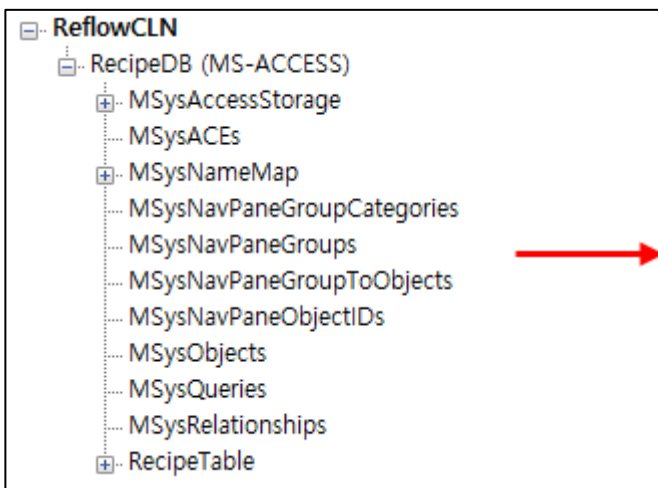 ReflowCLN
RecipeDB (MS-ACCESS)
MSysAccessStorage
MSysACEs
MSysNameMap
MSysNavPaneGroupCategories
MSysNavPaneGroups
MSysNavPaneGroupToObjects
MSysNavPaneObjectIDs
MSysObjects
MSysQueries
MSysRelationships
RecipeTable